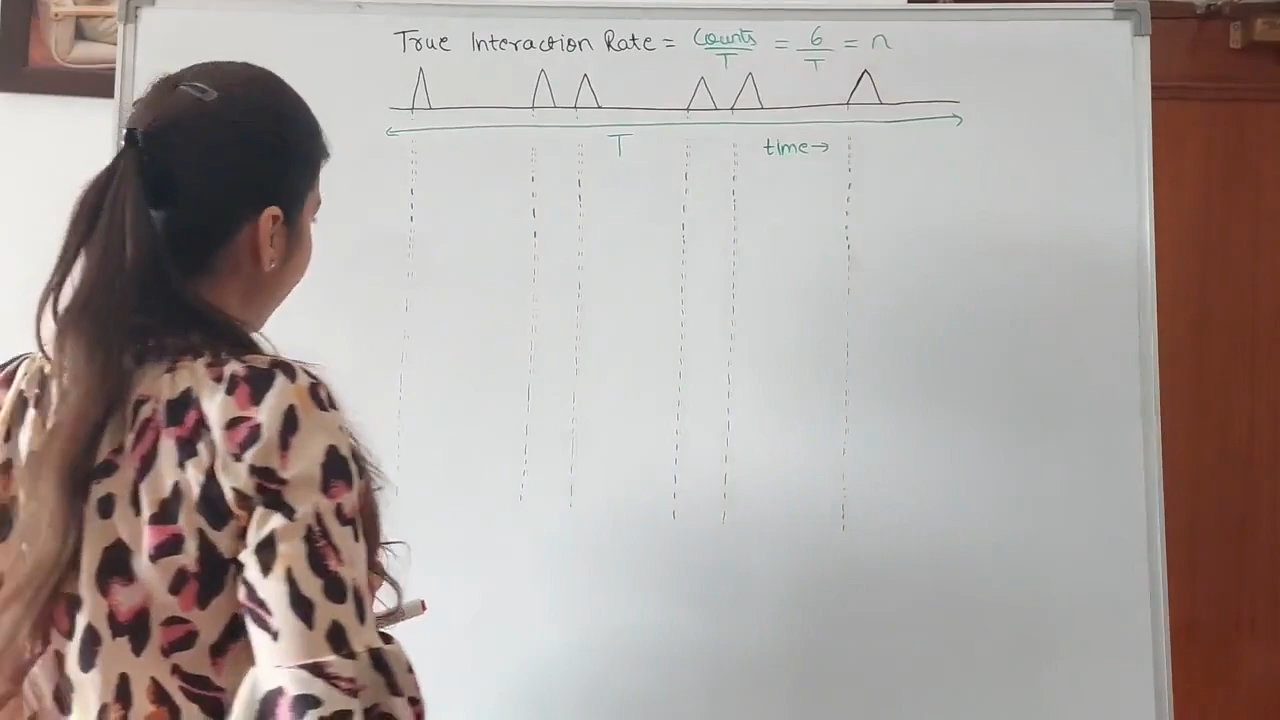 True Interaction Rate = Counts/T = 6/T = n
T
time→